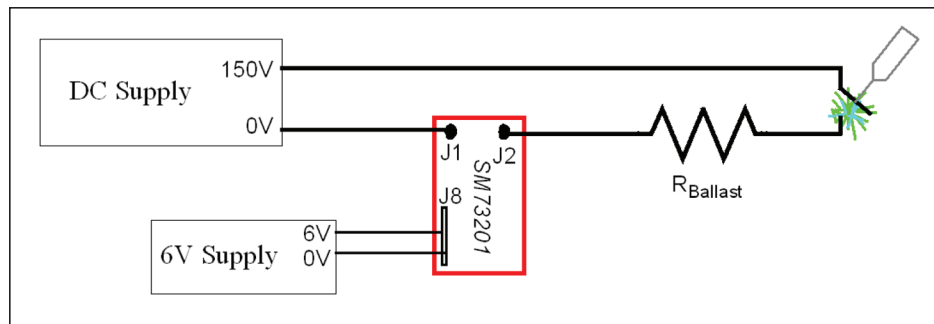 150V
DC Supply
0V
J1
J2
SM73201
J8
R Ballast
6V
6V Supply
0V